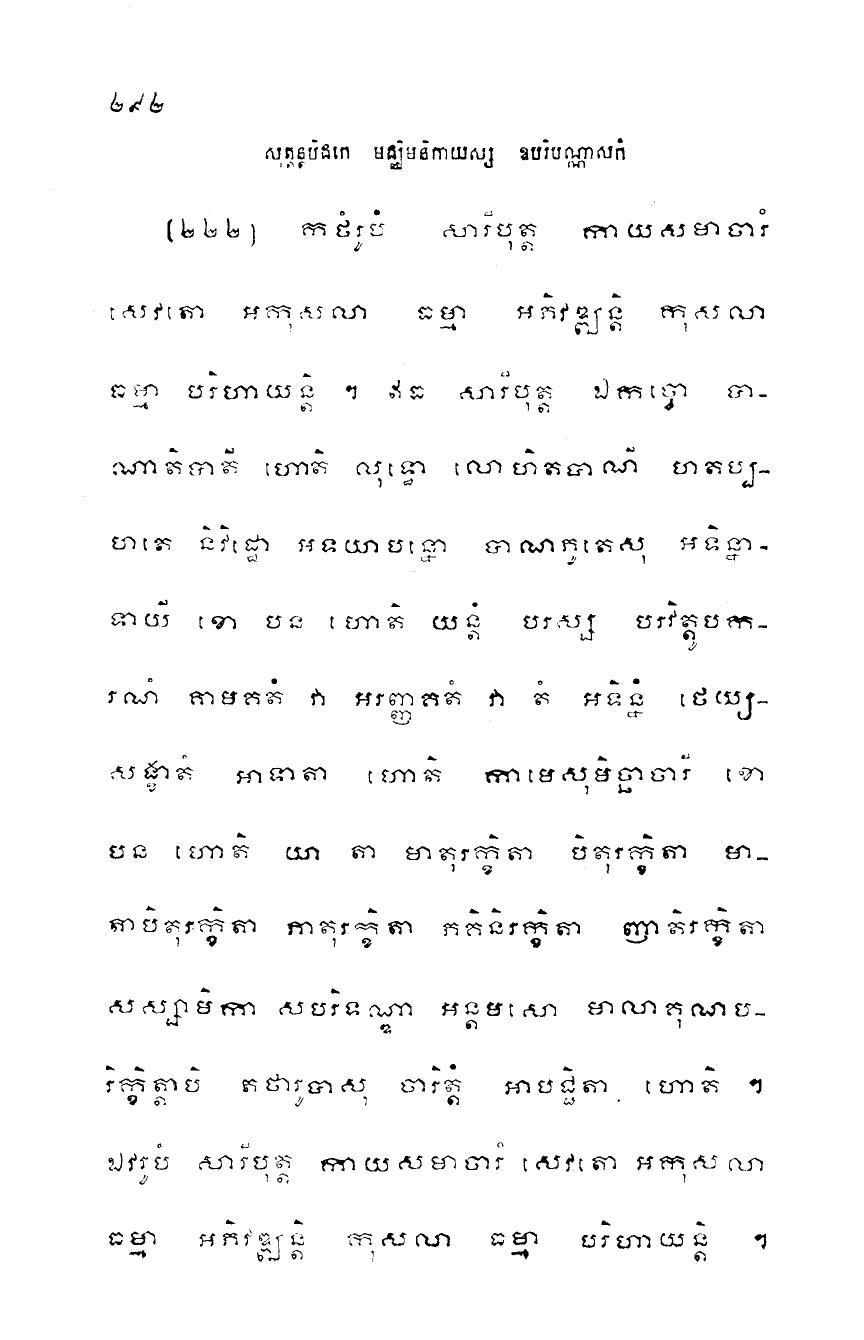 ២៩២
សុត្តន្តបិដកេ មជ្ឈិមនិកាយស្ស ឧបរិបណ្ណាសកំ
(២២២) កថំរូបំ សារីបុត្ត កាយសមាចារំ
សេវតោ អកុសលា ធម្មា អភិវឌ្ឍន្តិ កុសលា
ធម្មា បរិហាយន្តិ ។ ឥធ សារីបុត្ត ឯកច្ចោ បា-
ណាតិបាតី ហោតិ លុទ្ធោ លោហិតបាណី ហតប្ប-
ហតេ និវិដ្ឋោ អទយាបន្នោ បាណភូតេសុ អទិន្នា-
ទាយី ខោ បន ហោតិ យន្តំ បរស្ស បរវិត្តូបក-
រណំ គាមគតំ វា អរញ្ញគតំ វា តំ អទិន្នំ ថេយ្យ-
សង្ខាតំ អាទាតា ហោតិ កាមេសុមិច្ឆាចារី ខោ
បន ហោតិ យា តា មាតុរក្ខិតា បិតុរក្ខិតា មា-
តាបិតុរក្ខិតា ភាតុរក្ខិតា ភគិនិរក្ខិតា ញាតិរក្ខិតា
សស្សាមិកា សបរិទណ្ឌា អន្តមសោ មាលាគុណប-
រិក្ខិត្តាបិ តថារូបាសុ ចារិត្តំ អាបជ្ជិតា ហោតិ ។
ឯវរូបំ សារីបុត្ត កាយសមាចារំ សេវតោ អកុសលា
ធម្មា អភិវឌ្ឍន្តិ កុសលា ធម្មា បរិហាយន្តិ ។